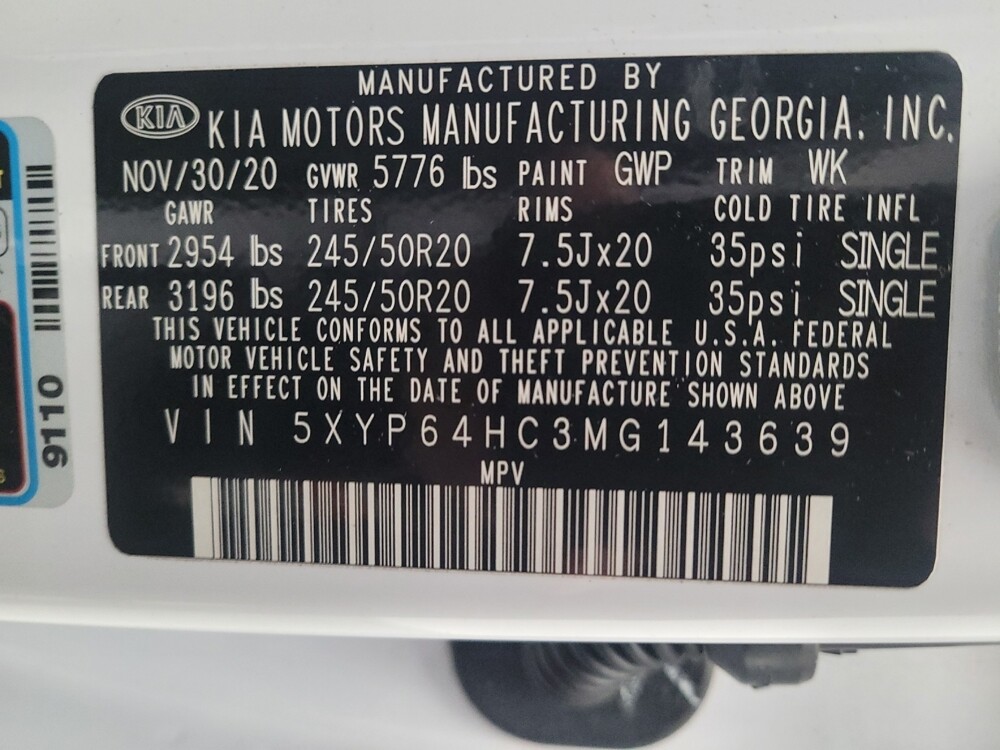 MANUFACTURED BY
KIA KIA MOTORS MANUFACTURING GEORGIA, INC.
NOV/30/20 GVWR 5776 lbs PAINT GWP TRIM WK
GAWR TIRES RIMS COLD TIRE INFL
FRONT 2954 lbs 245/50R20 7.5Jx20 35psi SINGLE
REAR 3196 lbs 245/50R20 7.5Jx20 35psi SINGLE
THIS VEHICLE CONFORMS TO ALL APPLICABLE U.S.A. FEDERAL
MOTOR VEHICLE SAFETY AND THEFT PREVENTION STANDARDS
IN EFFECT ON THE DATE OF MANUFACTURE SHOWN ABOVE
VIN 5XYP64HC3MG143639
MPV
9110